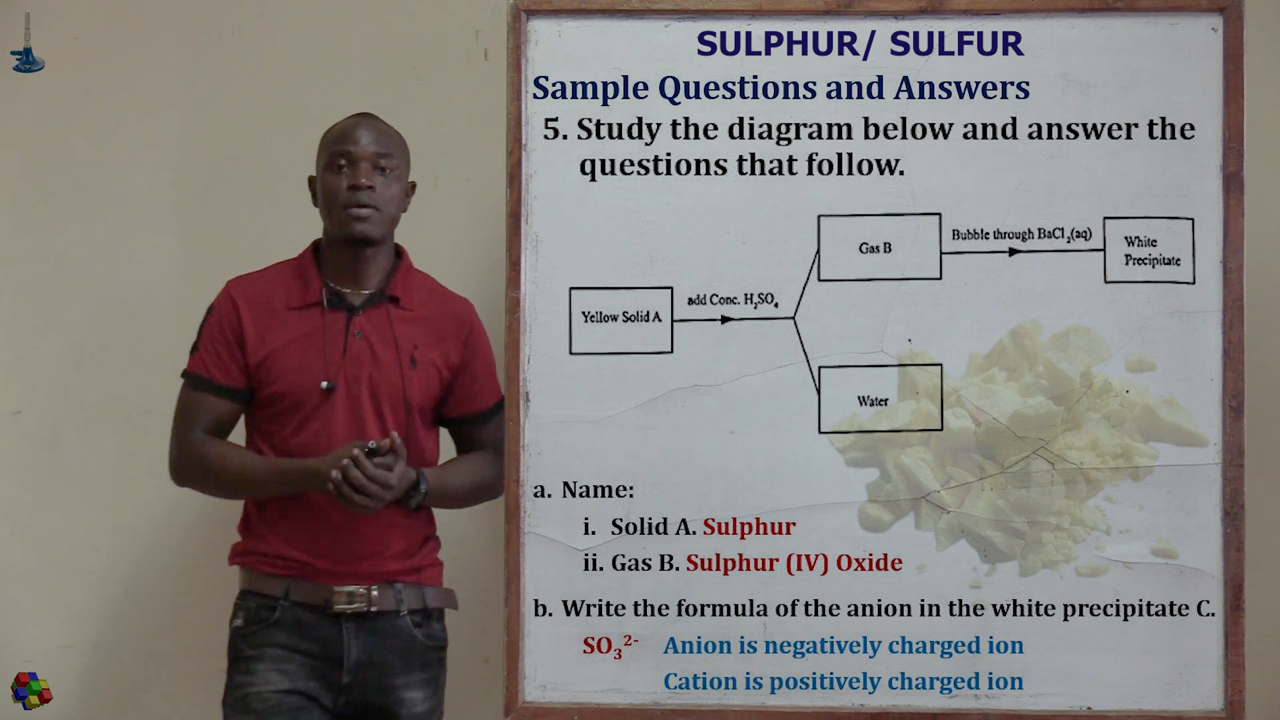 SULPHUR/ SULFUR
Sample Questions and Answers
5. Study the diagram below and answer the
questions that follow.
Gas B
Bubble through BaCl₂(aq)
White
Precipitate
Yellow Solid A
add Conc. H₂SO₄
Water
a. Name:
i. Solid A. Sulphur
ii. Gas B. Sulphur (IV) Oxide
b. Write the formula of the anion in the white precipitate C.
SO₃²⁻ Anion is negatively charged ion
Cation is positively charged ion